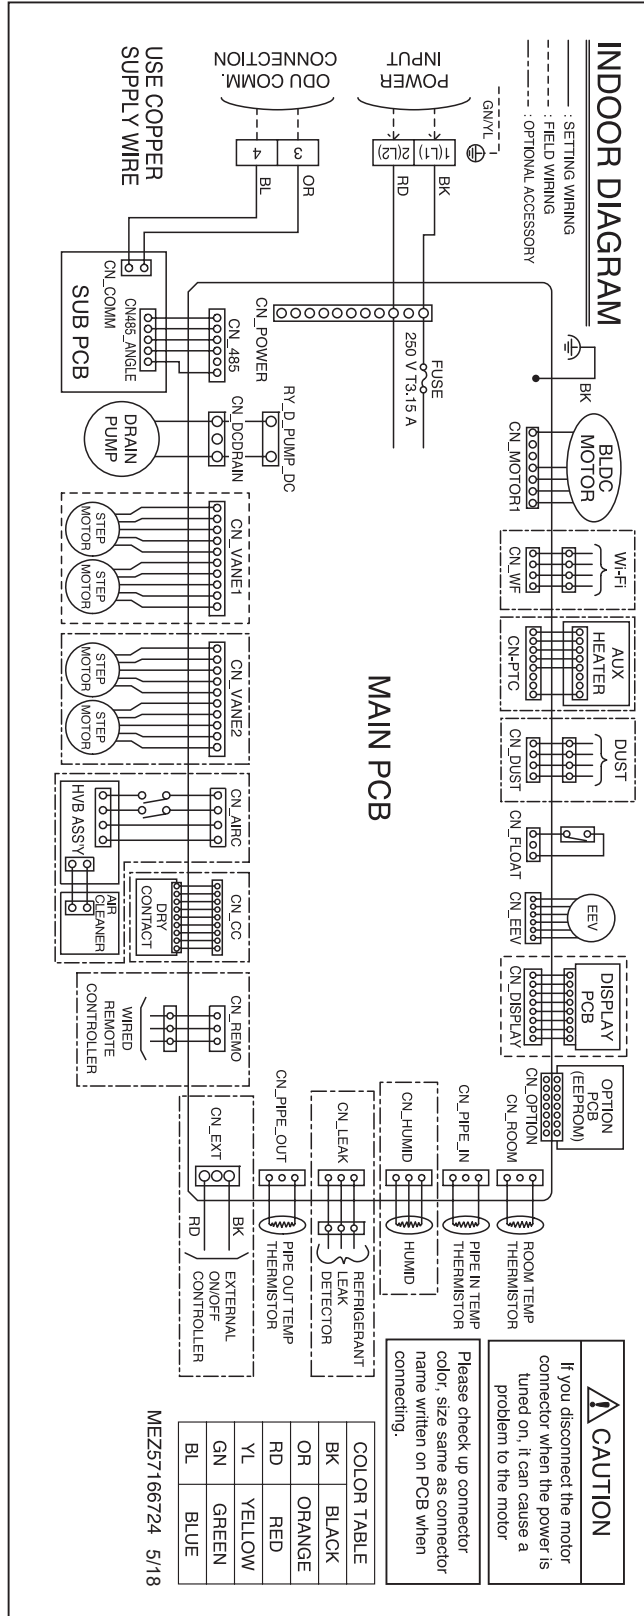 INDOOR DIAGRAM
: SETTING WIRING
: FIELD WIRING
: OPTIONAL ACCESSORY
GN/YL
POWER
INPUT
1(L1)
2(L2)
BK
RD
ODU COMM.
CONNECTION
3
4
OR
BL
USE COPPER
SUPPLY WIRE
FUSE
250 V T3.15 A
CN_POWER
BK
BLDC
MOTOR
CN_MOTOR1
Wi-Fi
CN_WF
AUX
HEATER
CN-PTC
DUST
CN_DUST
CN_FLOAT
EEV
CN_EEV
DISPLAY
PCB
CN_DISPLAY
OPTION
PCB
(EEPROM)
CN_OPTION
MAIN PCB
SUB PCB
CN_COMM
CN485_ANGLE
CN_485
DRAIN
PUMP
CN_DCDRAIN
RY_D_PUMP_DC
CN_VANE1
STEP
MOTOR
STEP
MOTOR
CN_VANE2
STEP
MOTOR
STEP
MOTOR
CN_AIRC
HVB ASS'Y
AIR
CLEANER
CN_CC
DRY
CONTACT
CN_REMO
WIRED
REMOTE
CONTROLLER
CN_ROOM
ROOM TEMP
THERMISTOR
CN_PIPE_IN
PIPE IN TEMP
THERMISTOR
CN_HUMID
HUMID
CN_LEAK
REFRIGERANT
LEAK
DETECTOR
CN_PIPE_OUT
PIPE OUT TEMP
THERMISTOR
CN_EXT
BK
RD
EXTERNAL
ON/OFF
CONTROLLER
CAUTION
If you disconnect the motor
connector when the power is
tuned on, it can cause a
problem to the motor
Please check up connector
color, size same as connector
name written on PCB when
connecting.
COLOR TABLE
BK BLACK
OR ORANGE
RD RED
YL YELLOW
GN GREEN
BL BLUE
MEZ57166724 5/18